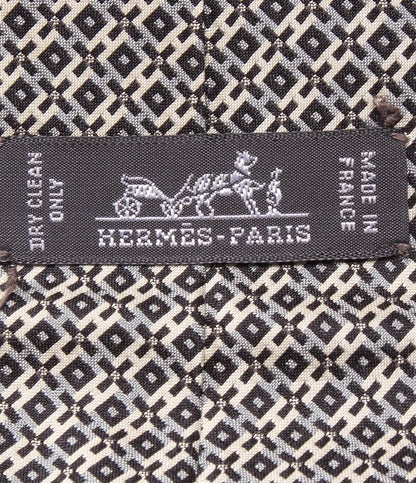 DRY CLEAN
ONLY
HERMÈS-PARIS
MADE IN
FRANCE